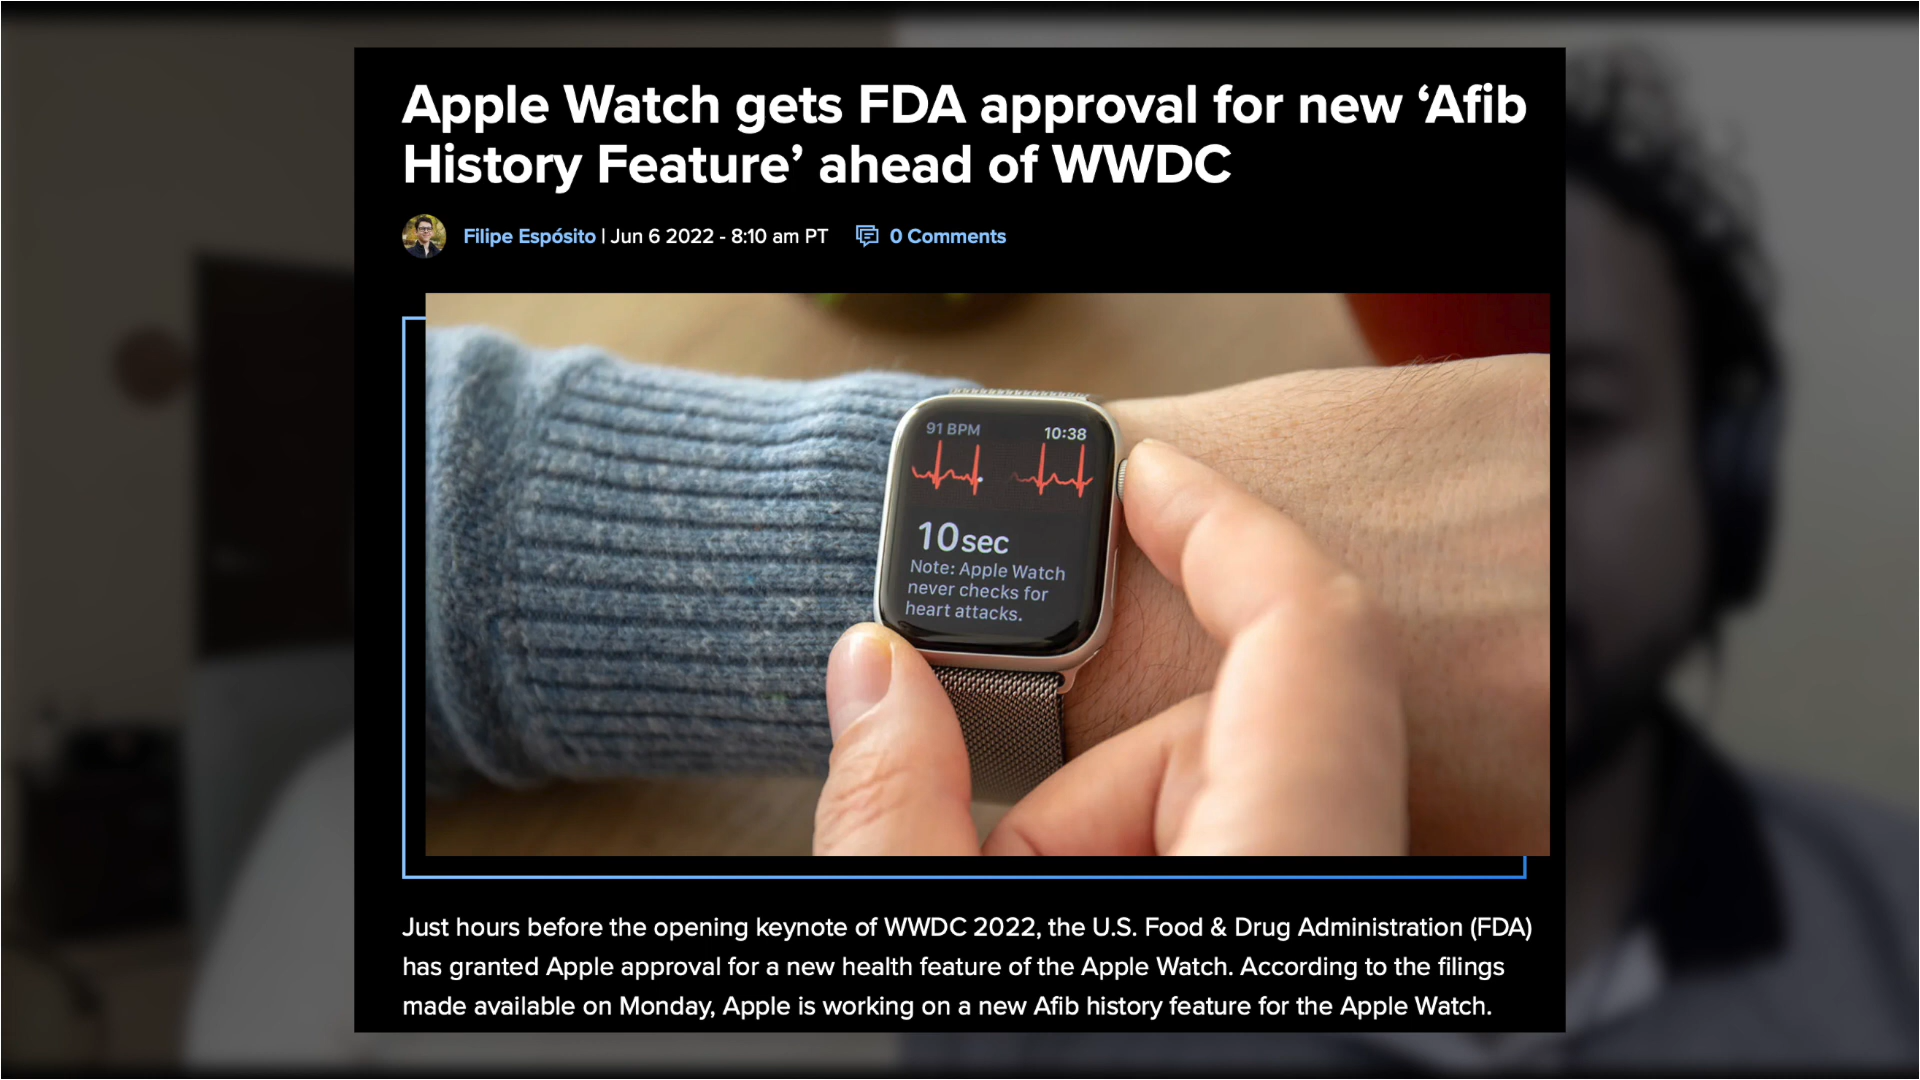 Apple Watch gets FDA approval for new ‘Afib
History Feature’ ahead of WWDC
Filipe Espósito | Jun 6 2022 - 8:10 am PT 0 Comments
91 BPM 10:38
10 sec
Note: Apple Watch
never checks for
heart attacks.
Just hours before the opening keynote of WWDC 2022, the U.S. Food & Drug Administration (FDA)
has granted Apple approval for a new health feature of the Apple Watch. According to the filings
made available on Monday, Apple is working on a new Afib history feature for the Apple Watch.